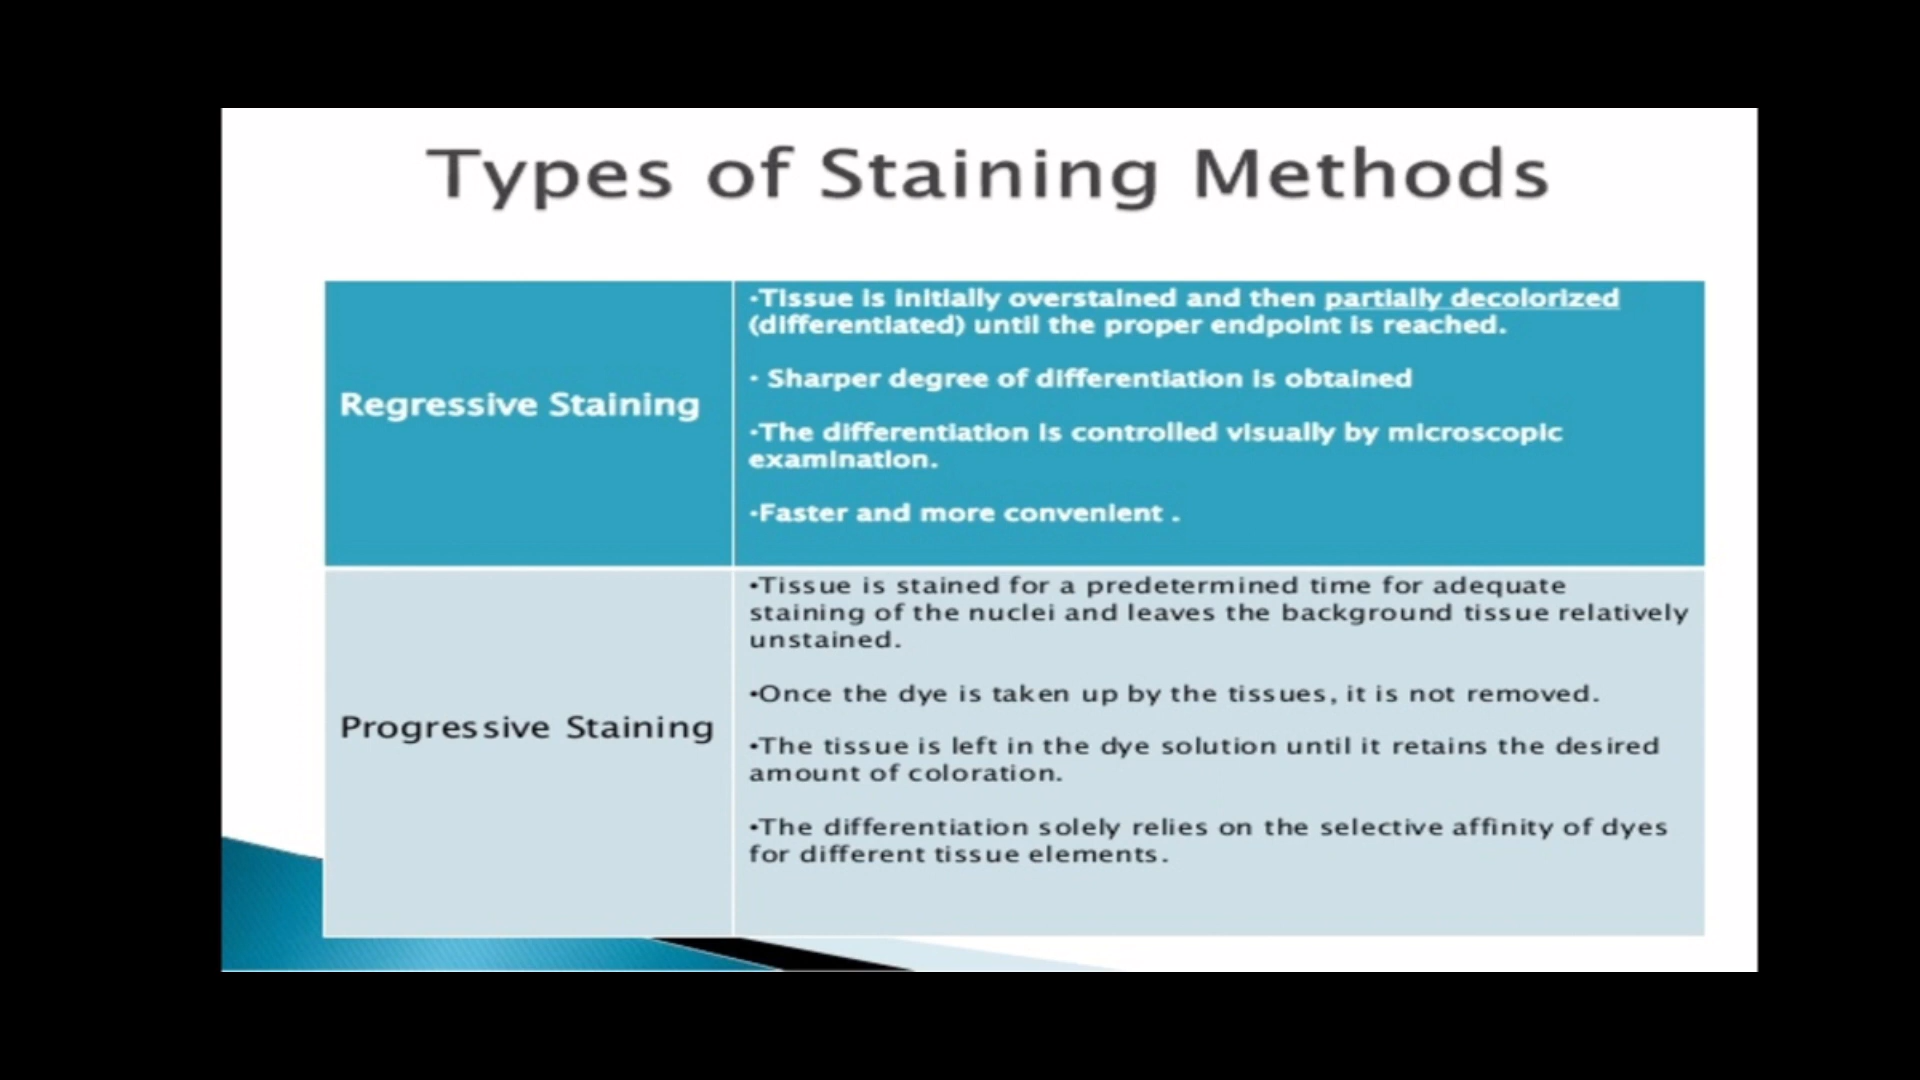 Types of Staining Methods
Regressive Staining
•Tissue is initially overstained and then partially decolorized
(differentiated) until the proper endpoint is reached.
• Sharper degree of differentiation is obtained
•The differentiation is controlled visually by microscopic
examination.
•Faster and more convenient .
Progressive Staining
•Tissue is stained for a predetermined time for adequate
staining of the nuclei and leaves the background tissue relatively
unstained.
•Once the dye is taken up by the tissues, it is not removed.
•The tissue is left in the dye solution until it retains the desired
amount of coloration.
•The differentiation solely relies on the selective affinity of dyes
for different tissue elements.